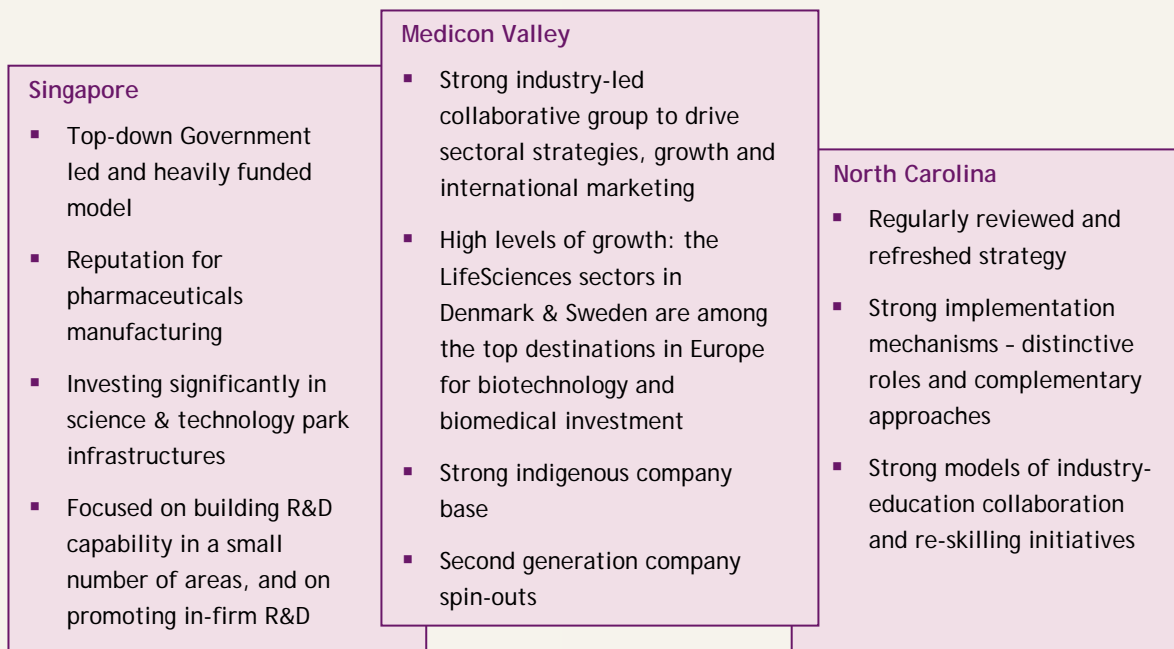 Singapore
▪ Top-down Government
led and heavily funded
model
▪ Reputation for
pharmaceuticals
manufacturing
▪ Investing significantly in
science & technology park
infrastructures
▪ Focused on building R&D
capability in a small
number of areas, and on
promoting in-firm R&D
Medicon Valley
▪ Strong industry-led
collaborative group to drive
sectoral strategies, growth and
international marketing
▪ High levels of growth: the
LifeSciences sectors in
Denmark & Sweden are among
the top destinations in Europe
for biotechnology and
biomedical investment
▪ Strong indigenous company
base
▪ Second generation company
spin-outs
North Carolina
▪ Regularly reviewed and
refreshed strategy
▪ Strong implementation
mechanisms – distinctive
roles and complementary
approaches
▪ Strong models of industry-
education collaboration
and re-skilling initiatives